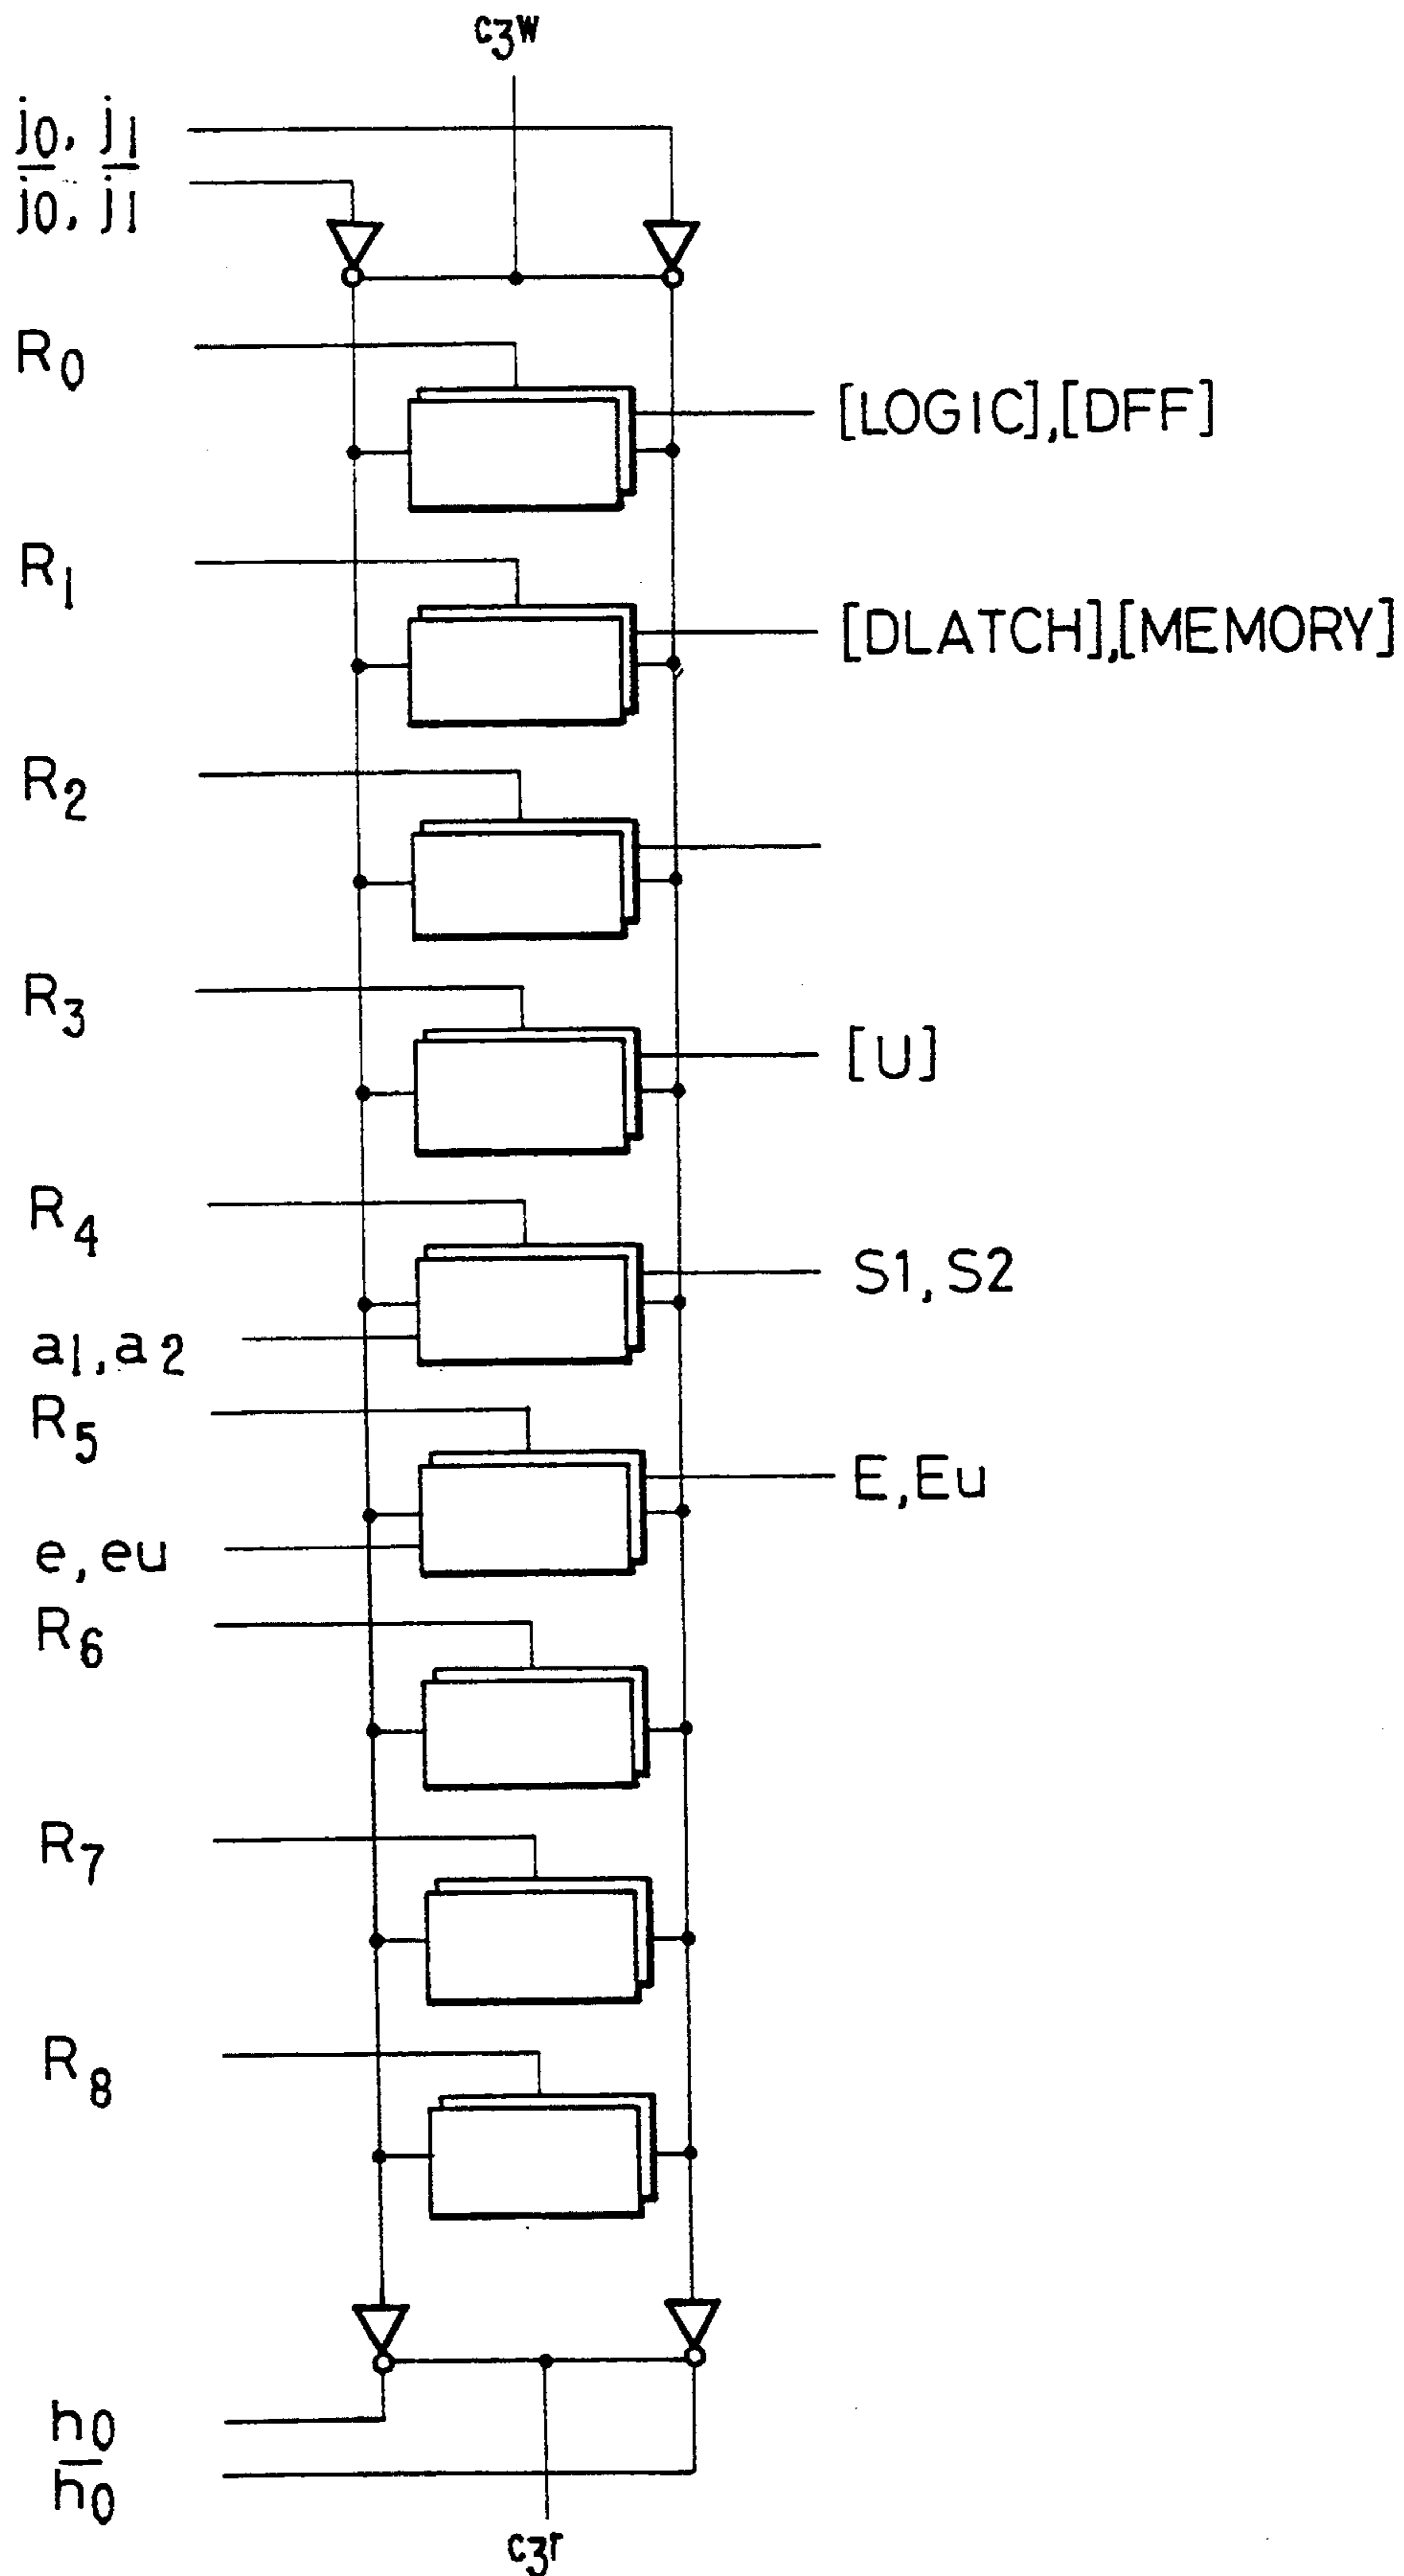 c3w
j0, j1
j0, j1
R0
[LOGIC],[DFF]
R1
[DLATCH],[MEMORY]
R2
R3
[U]
R4
S1, S2
a1, a2
R5
E, Eu
e, eu
R6
R7
R8
h0
h0
c3r